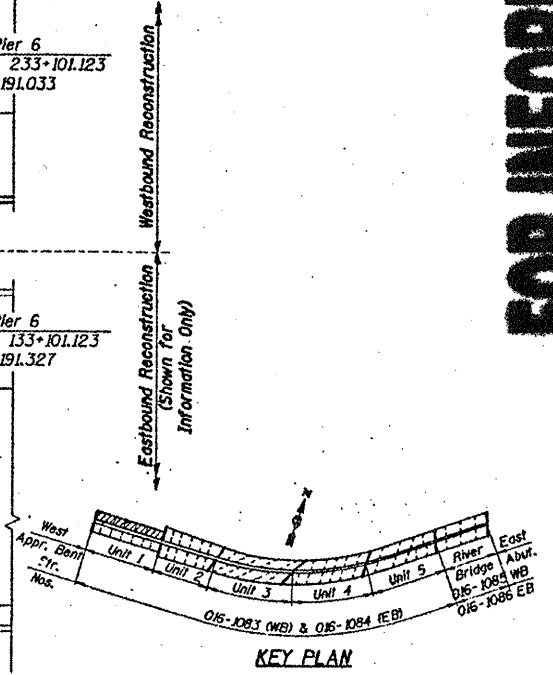 Pier 6
233+101.123
191.033
Westbound Reconstruction
Pier 6
133+101.123
191.327
Eastbound Reconstruction
(Shown for
Information Only)
FOR INFOR
N
West
Appr. Bent
Str.
Nos.
Unit 1
Unit 2
Unit 3
Unit 4
Unit 5
River
Bridge
East
Abut.
016-1085 WB
016-1086 EB
016-1083 (WB) & 016-1084 (EB)
KEY PLAN